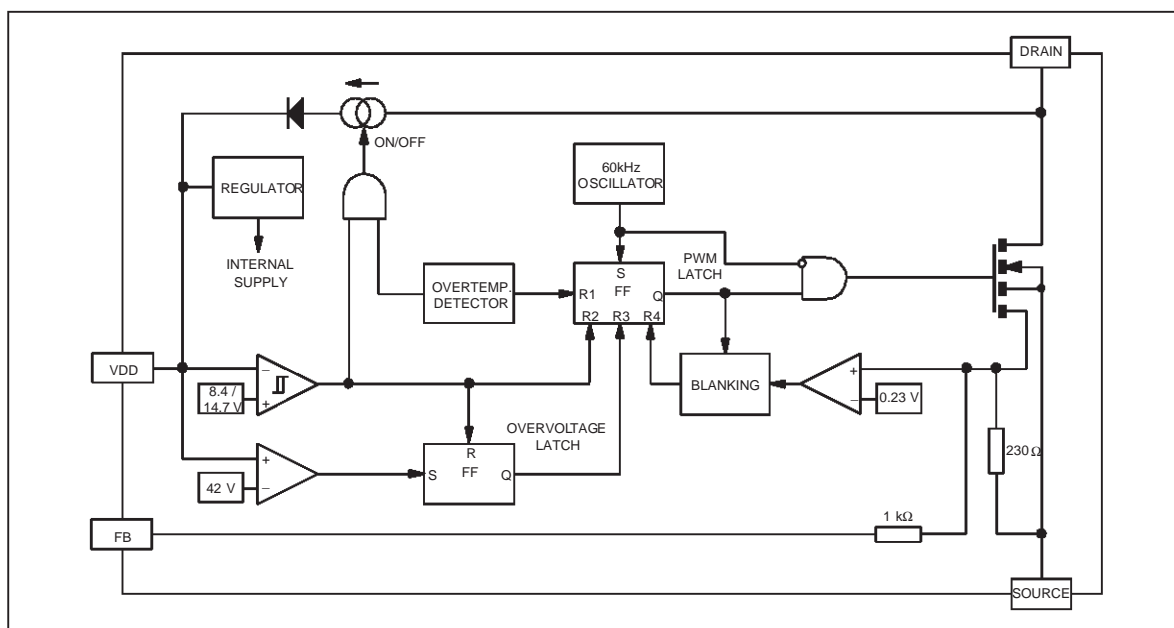 DRAIN
ON/OFF
REGULATOR
60kHz
OSCILLATOR
INTERNAL
SUPPLY
PWM
LATCH
OVERTEMP.
DETECTOR
S
FF
R1
Q
R2 R3 R4
VDD
8.4 /
14.7 V
−
+
BLANKING
+
−
0.23 V
OVERVOLTAGE
LATCH
R
FF
S
Q
42 V
+
−
230 Ω
1 kΩ
FB
SOURCE